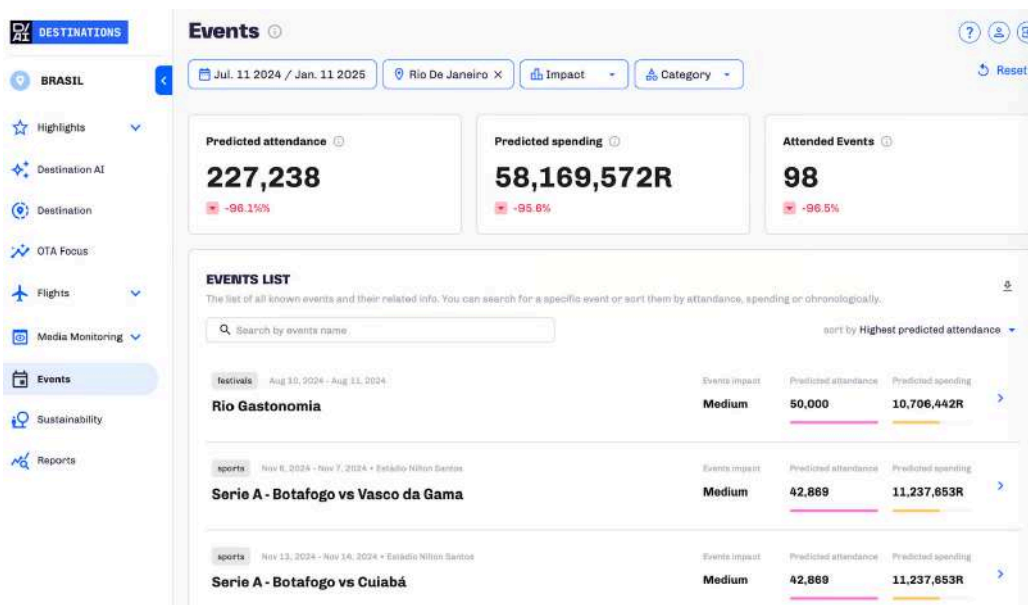 D/AI DESTINATIONS
Events
BRASIL
Jul. 11 2024 / Jan. 11 2025
Rio De Janeiro ×
Impact
Category
Reset
Highlights
Destination AI
Destination
OTA Focus
Flights
Media Monitoring
Events
Sustainability
Reports
Predicted attendance
227,238
-96.1%%
Predicted spending
58,169,572R
-95.6%
Attended Events
98
-96.5%
EVENTS LIST
The list of all known events and their related info. You can search for a specific event or sort them by attendance, spending or chronologically.
Search by events name
sort by Highest predicted attendance
festivals Aug 10, 2024 - Aug 11, 2024
Rio Gastonomia
Events impact
Medium
Predicted attendance
50,000
Predicted spending
10,706,442R
sports Nov 6, 2024 - Nov 7, 2024 • Estádio Nilton Santos
Serie A - Botafogo vs Vasco da Gama
Events impact
Medium
Predicted attendance
42,869
Predicted spending
11,237,653R
sports Nov 13, 2024 - Nov 14, 2024 • Estádio Nilton Santos
Serie A - Botafogo vs Cuiabá
Events impact
Medium
Predicted attendance
42,869
Predicted spending
11,237,653R